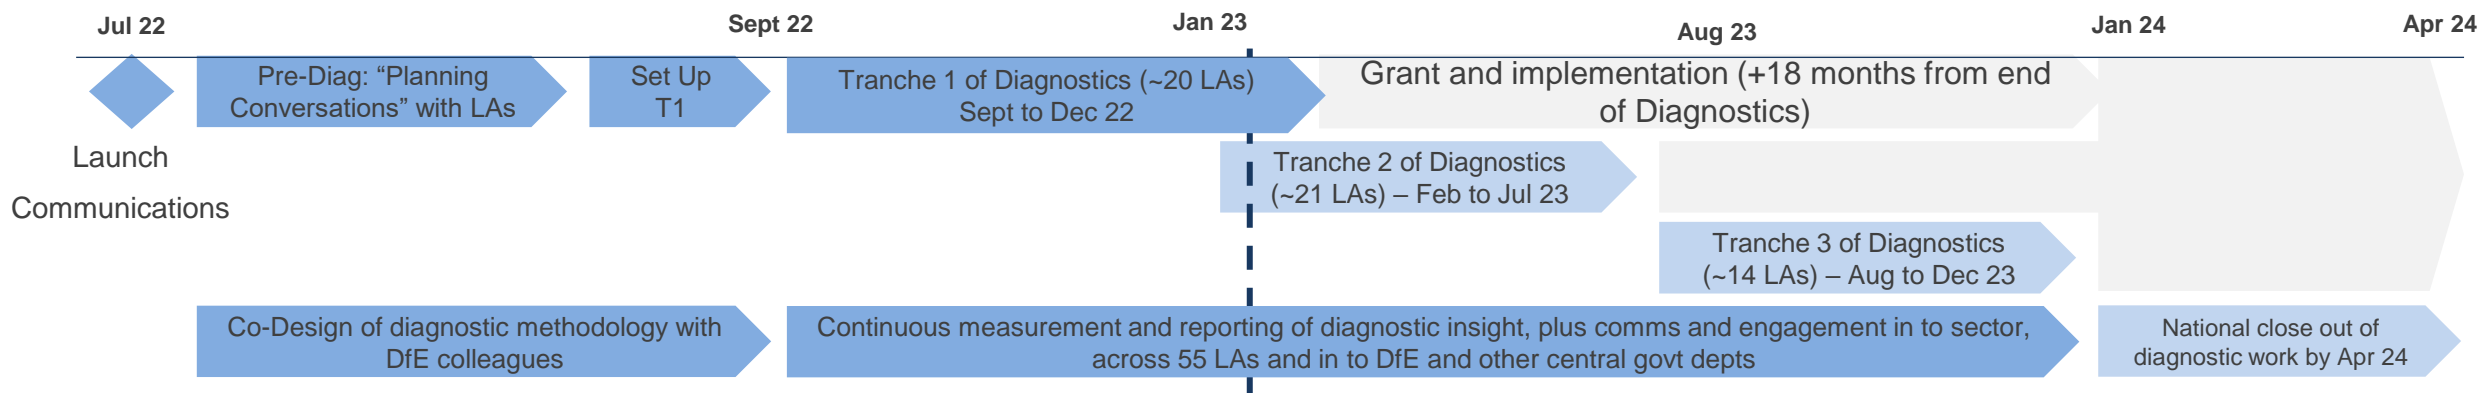 Jul 22
Sept 22
Jan 23
Aug 23
Jan 24
Apr 24
Pre-Diag: “Planning
Conversations” with LAs
Set Up
T1
Tranche 1 of Diagnostics (~20 LAs)
Sept to Dec 22
Grant and implementation (+18 months from end
of Diagnostics)
Launch
Communications
Tranche 2 of Diagnostics
(~21 LAs) – Feb to Jul 23
Tranche 3 of Diagnostics
(~14 LAs) – Aug to Dec 23
Co-Design of diagnostic methodology with
DfE colleagues
Continuous measurement and reporting of diagnostic insight, plus comms and engagement in to sector,
across 55 LAs and in to DfE and other central govt depts
National close out of
diagnostic work by Apr 24